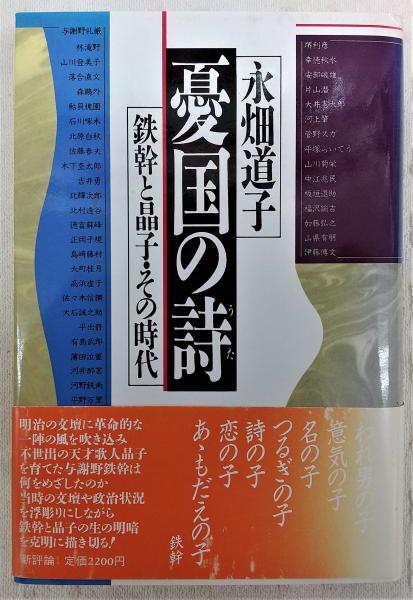 堺利彦
幸徳秋水
安部磯雄
片山潜
大井憲太郎
河上肇
菅野スカ
平塚らいてう
山川菊栄
中江兆民
板垣退助
福沢諭吉
加藤弘之
山県有朋
伊藤博文
永畑道子
憂国の詩
うた
鉄幹と晶子・その時代
与謝野礼厳
林滝野
山川登美子
落合直文
森鷗外
鮎貝槐園
石川啄木
北原白秋
佐藤春夫
木下杢太郎
吉井勇
北輝次郎
北村透谷
徳富蘇峰
正岡子規
島崎藤村
大町桂月
高浜虚子
佐々木信綱
大石誠之助
平出修
有島武郎
薄田泣菫
河井酔茗
河野鉄南
平野万里
われ男の子
意気の子
名の子
つるぎの子
詩の子
恋の子
あゝもだえの子
鉄幹
明治の文壇に革命的な
一陣の風を吹き込み
不世出の天才歌人晶子
を育てた与謝野鉄幹は
何をめざしたのか
当時の文壇や政治状況
を浮彫りにしながら
鉄幹と晶子の生の明暗
を克明に描き切る!
新評論 定価2200円